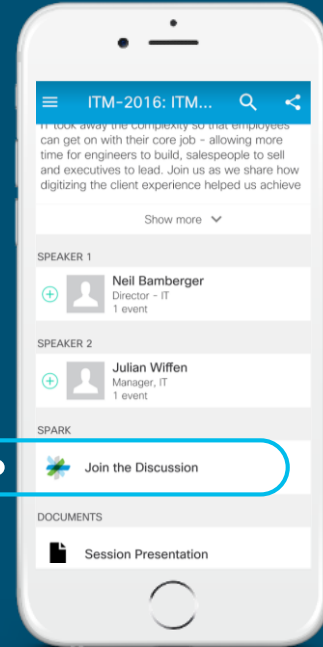 ITM-2016: ITM...
IT took away the complexity so that employees
can get on with their core job - allowing more
time for engineers to build, salespeople to sell
and executives to lead. Join us as we share how
digitizing the client experience helped us achieve
Show more
SPEAKER 1
Neil Bamberger
Director - IT
1 event
SPEAKER 2
Julian Wiffen
Manager, IT
1 event
SPARK
Join the Discussion
DOCUMENTS
Session Presentation